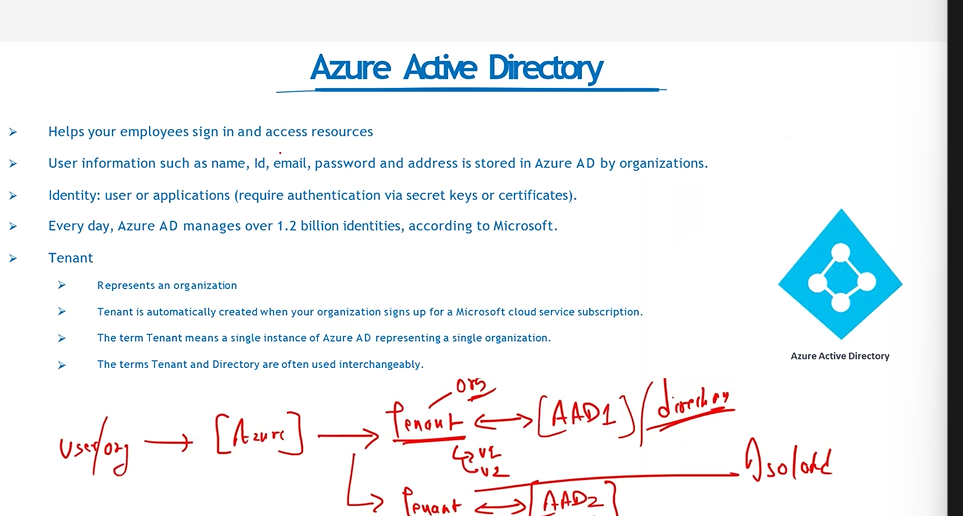 Azure Active Directory
Helps your employees sign in and access resources
User information such as name, Id, email, password and address is stored in Azure AD by organizations.
Identity: user or applications (require authentication via secret keys or certificates).
Every day, Azure AD manages over 1.2 billion identities, according to Microsoft.
Tenant
Represents an organization
Tenant is automatically created when your organization signs up for a Microsoft cloud service subscription.
The term Tenant means a single instance of Azure AD representing a single organization.
The terms Tenant and Directory are often used interchangeably.
Azure Active Directory
org
user/org → [Azure] → Tenant ↔ [AAD1] / directory
u1
u2
Isolated
Tenant ↔ [AAD2]